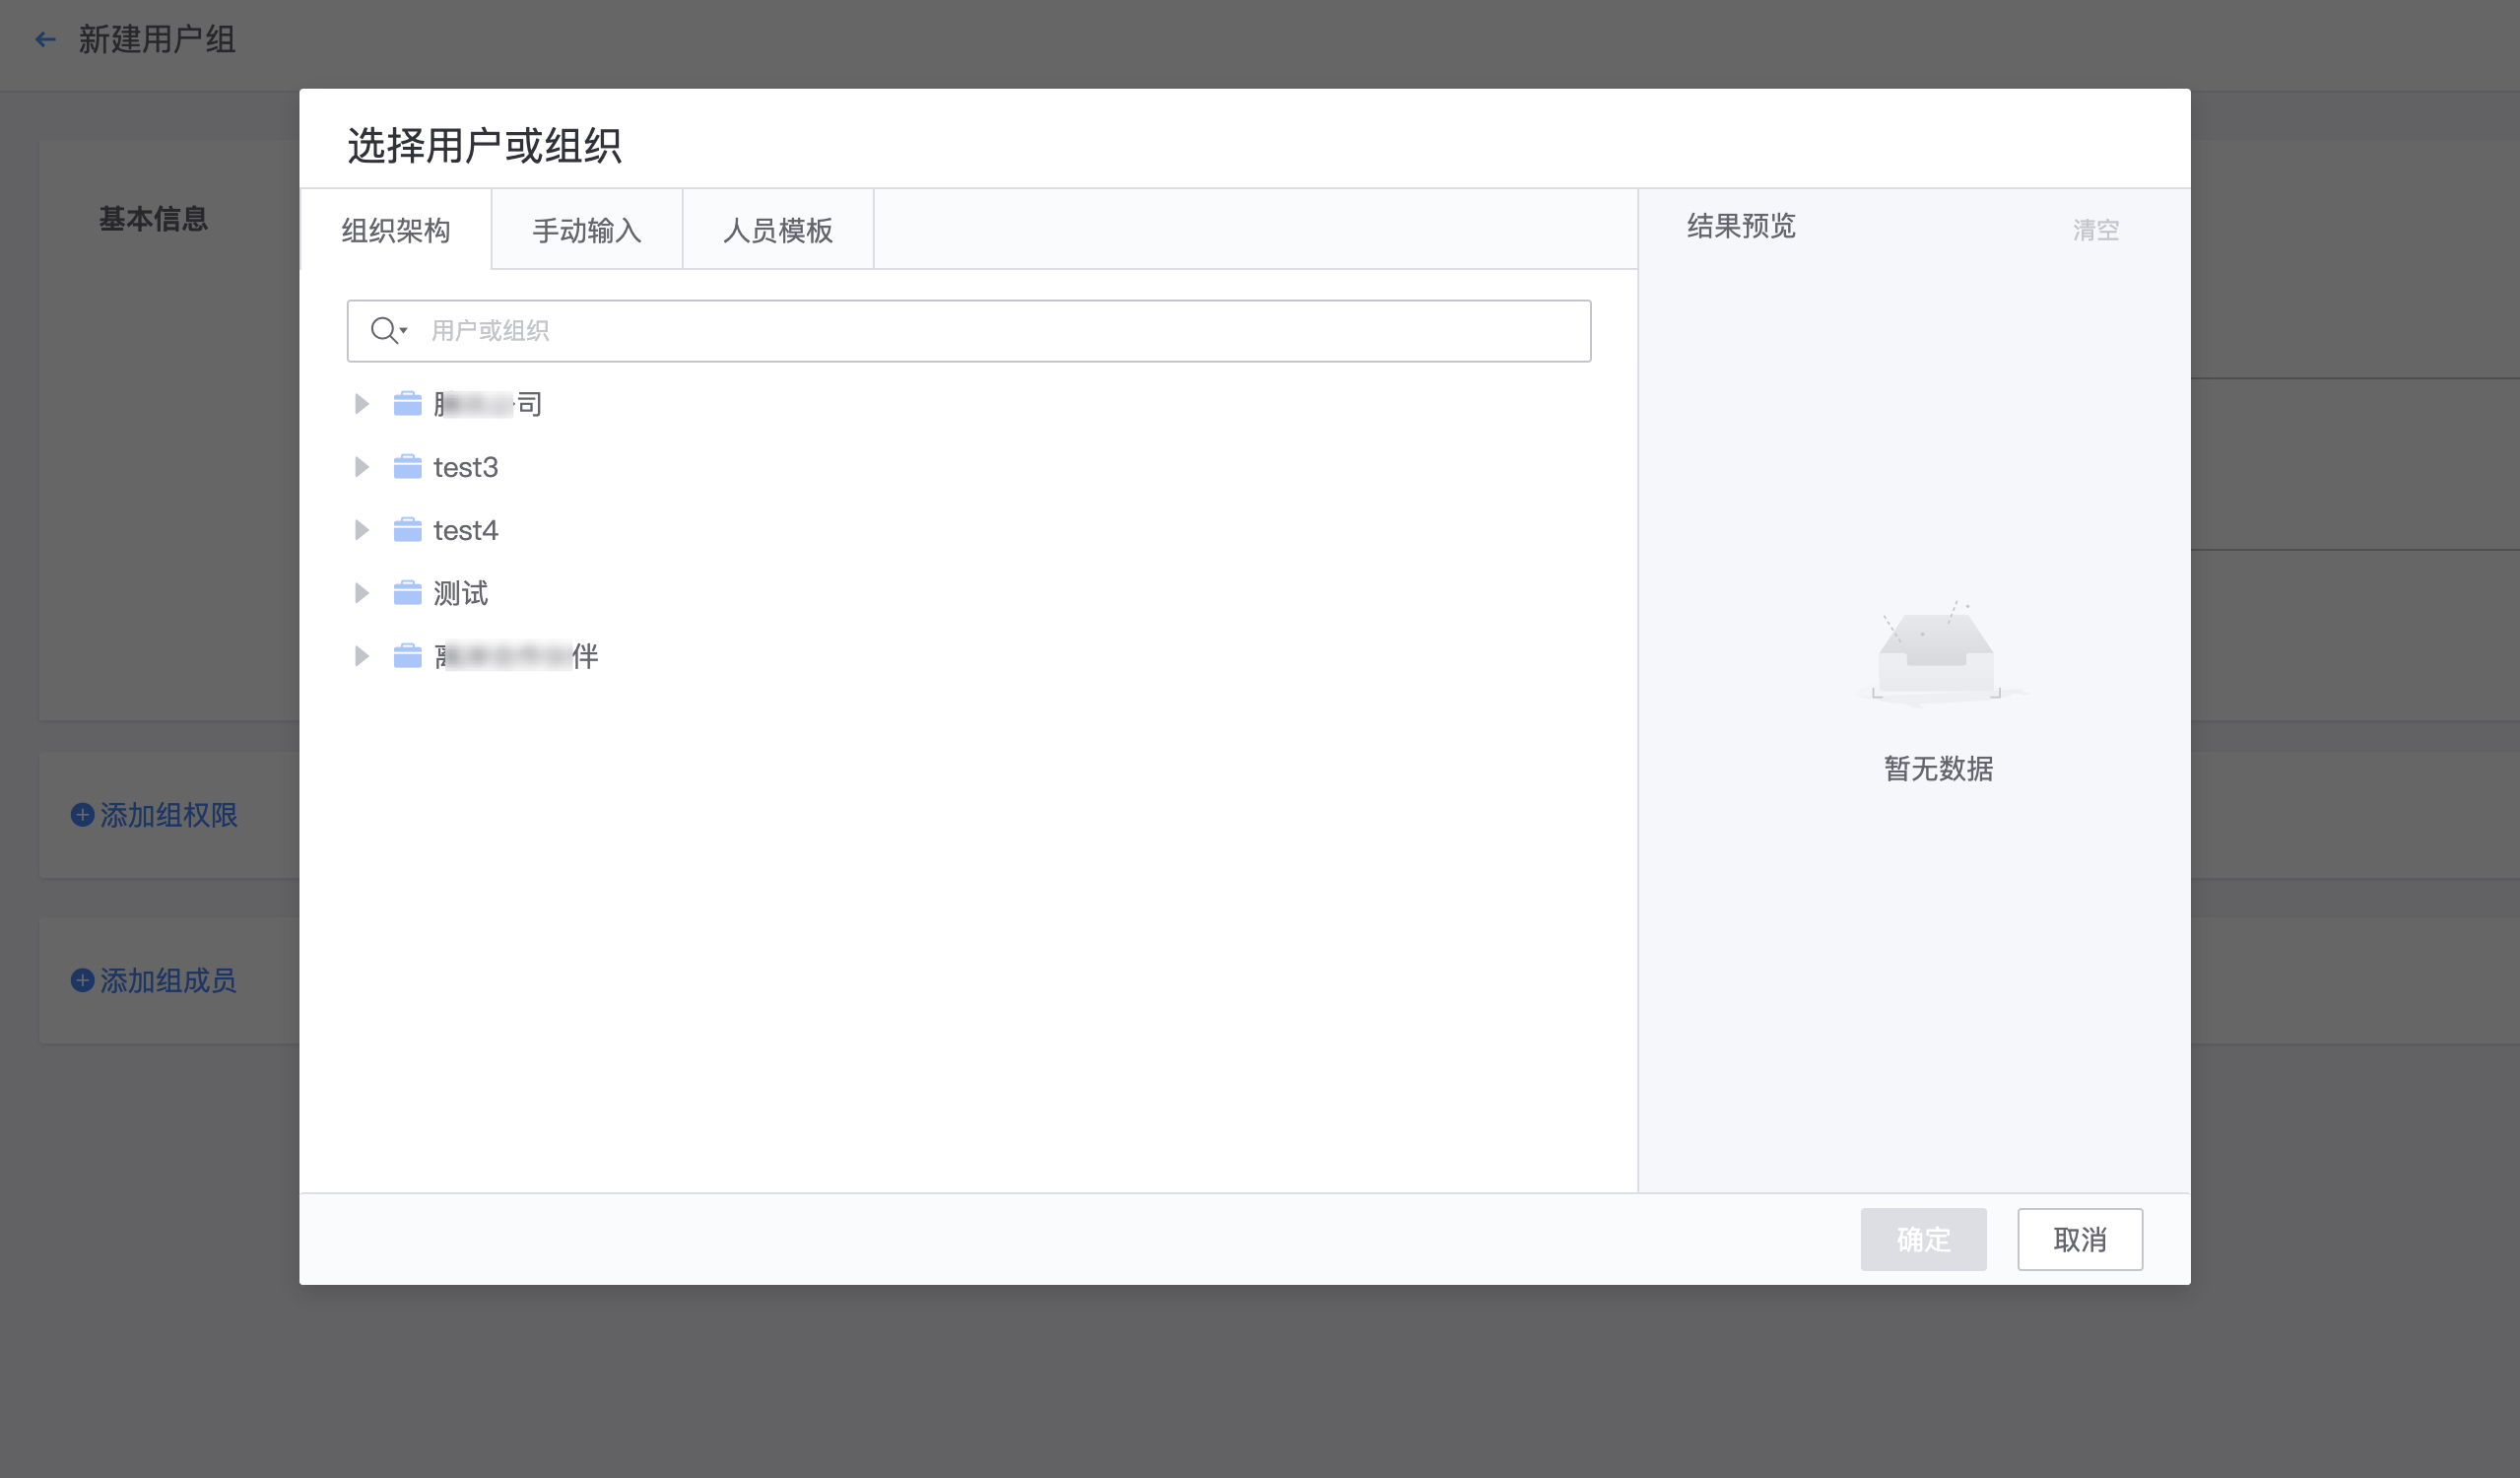 新建用户组
选择用户或组织
基本信息
组织架构
手动输入
人员模板
结果预览
清空
用户或组织
司
test3
test4
测试
伴
暂无数据
添加组权限
添加组成员
确定
取消